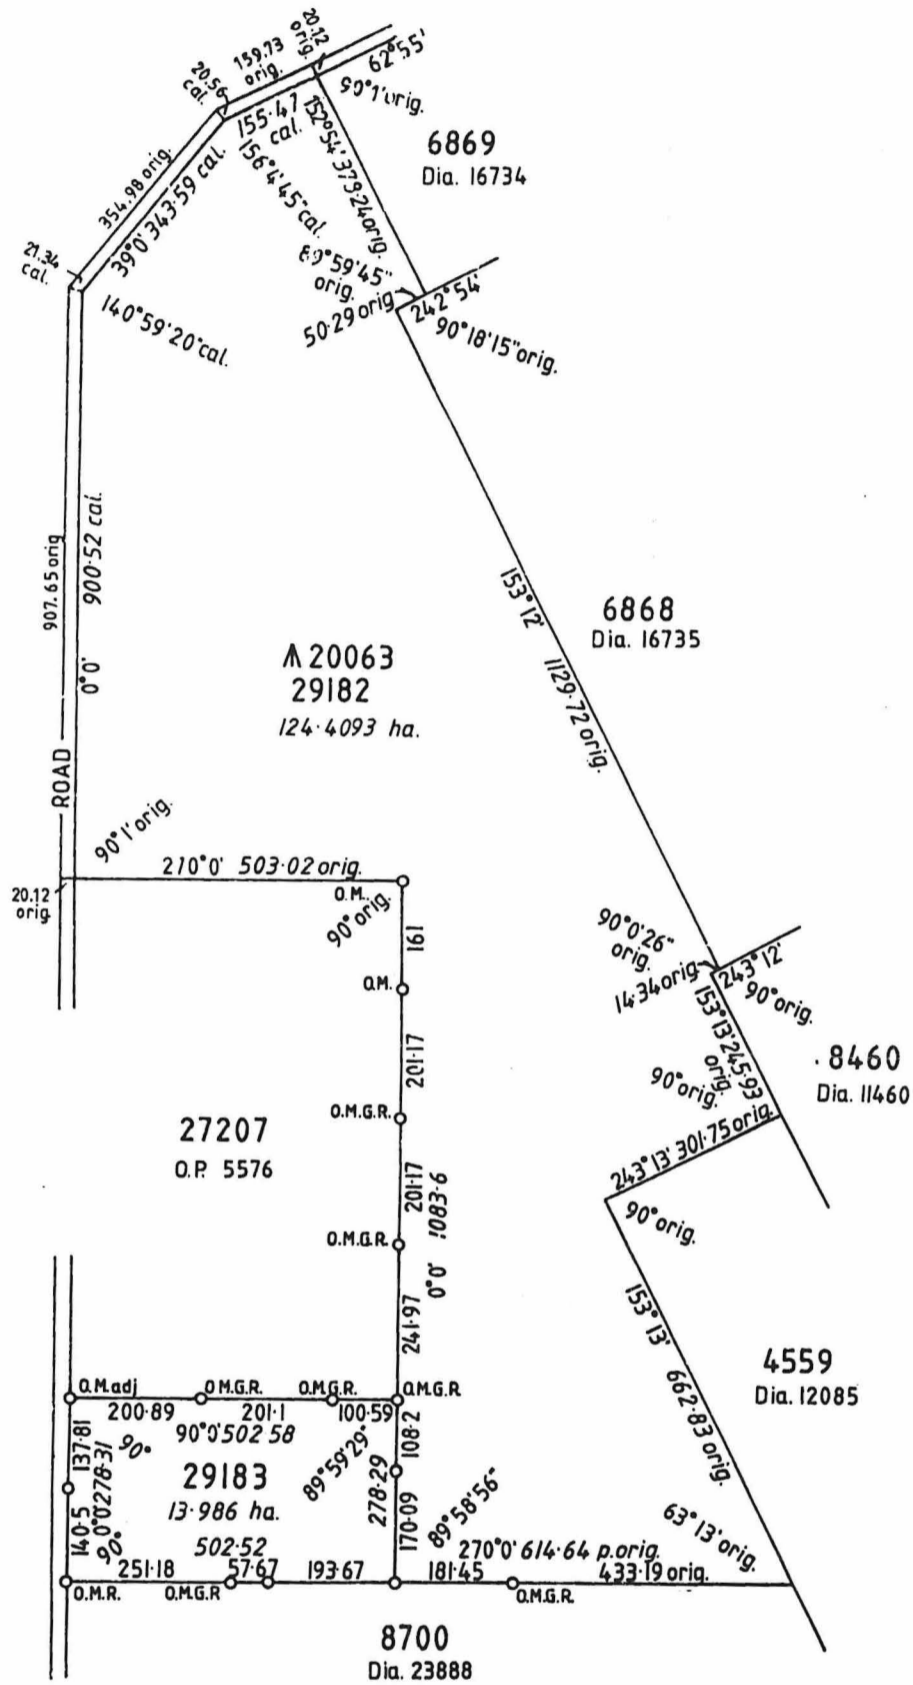 20.12
orig.
159.73
orig.
20.56
cal.
62°55'
90°1' orig.
155·47
cal.
152°54' 379·24 orig.
354.98 orig.
39°0' 343·59 cal.
156°4'45" cal.
6869
Dia. 16734
21.34
cal.
140°59'20" cal.
89°59'45"
orig.
50·29 orig
242°54'
90°18'15" orig.
907.65 orig
900·52 cal.
0°0'
ROAD
153°12' 1129·72 orig.
6868
Dia. 16735
20063
29182
124·4093 ha.
90°1' orig.
270°0' 503·02 orig.
20.12
orig
O.M.
90° orig.
161
O.M.
201·17
O.M.G.R.
201·17
0°0' 1083·6
O.M.G.R.
241·97
90°0'26"
orig.
14·34 orig
243°12'
90° orig.
153°13' 245·93
orig.
90° orig.
8460
Dia. 11460
243°13' 301·75 orig.
90° orig.
27207
O.P. 5576
153°13' 662·83 orig.
4559
Dia. 12085
O.M.adj
O.M.G.R.
O.M.G.R.
O.M.G.R
200·89
201·1
100·59
90°0' 502 58
137·81
140·5
0°0' 278·31
90°
90°
29183
13·986 ha.
89°59'29"
108·2
278·29
170·09
89°58'56"
502·52
251·18
57·67
193·67
181·45
270°0' 614·64 p.orig.
433·19 orig.
63°13' orig.
O.M.R.
O.M.G.R
O.M.G.R.
8700
Dia. 23888